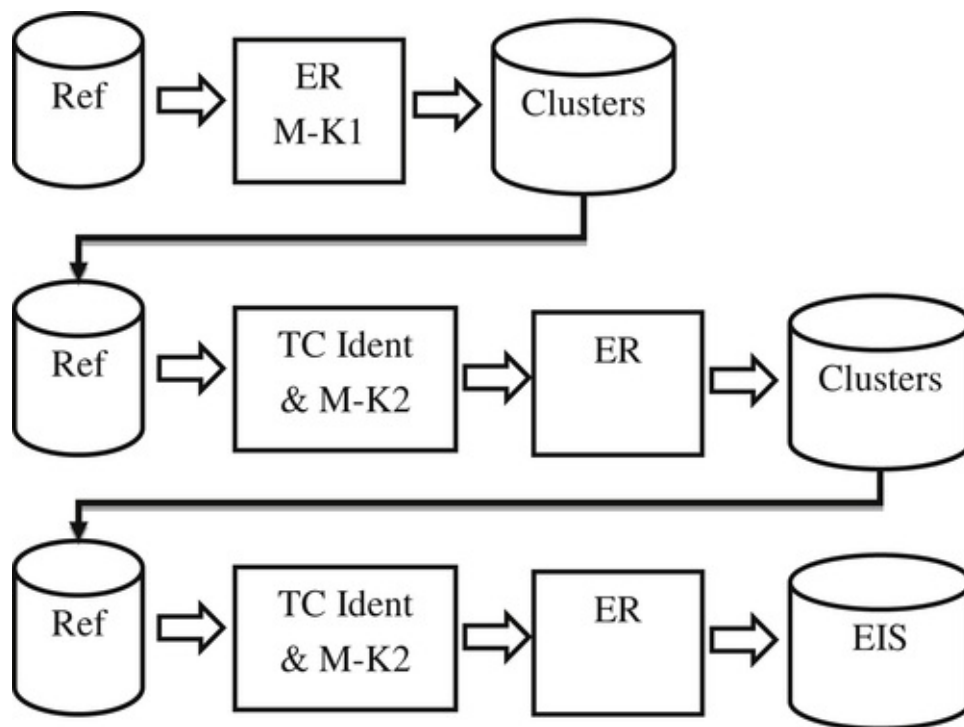 Ref
ER
M-K1
Clusters
Ref
TC Ident
& M-K2
ER
Clusters
Ref
TC Ident
& M-K2
ER
EIS